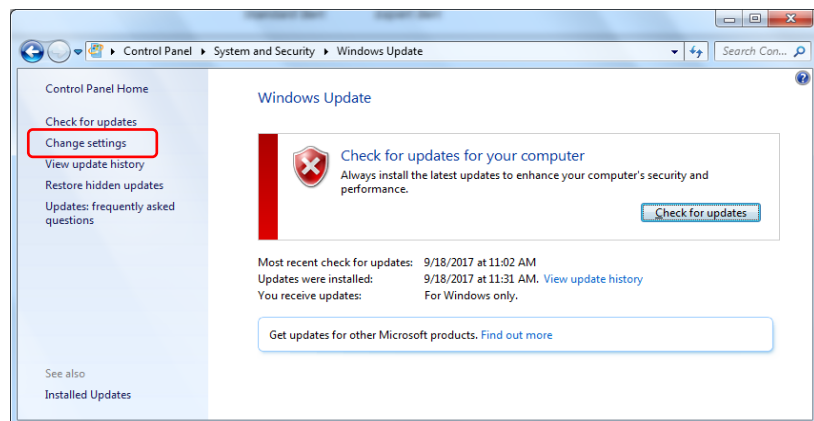 Control Panel ▸ System and Security ▸ Windows Update
Search Con...
Control Panel Home
Check for updates
Change settings
View update history
Restore hidden updates
Updates: frequently asked
questions
Windows Update
Check for updates for your computer
Always install the latest updates to enhance your computer's security and
performance.
Check for updates
Most recent check for updates: 9/18/2017 at 11:02 AM
Updates were installed: 9/18/2017 at 11:31 AM. View update history
You receive updates: For Windows only.
Get updates for other Microsoft products. Find out more
See also
Installed Updates